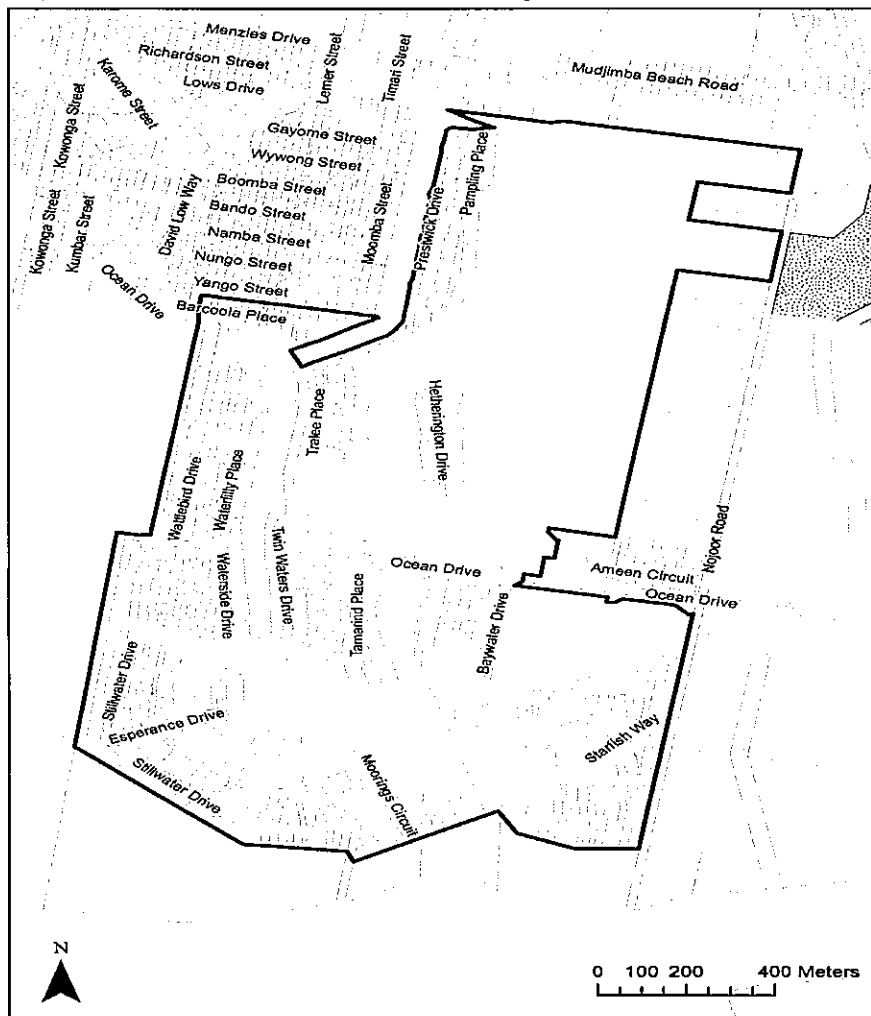 Menzies Drive
Richardson Street
Lows Drive
Lerner Street
Timari Street
Mudjimba Beach Road
Karome Street
Kowonga Street
Gayome Street
Wywong Street
Boomba Street
Bando Street
Namba Street
Nungo Street
Yango Street
Barcoola Place
David Low Way
Moomba Street
Prestwick Drive
Pampling Place
Kowonga Street
Kumbar Street
Ocean Drive
Tralee Place
Hetherington Drive
Wattlebird Drive
Waterlilly Place
Nojoor Road
Twin Waters Drive
Waterside Drive
Tamarind Place
Ocean Drive
Ameen Circuit
Ocean Drive
Baywater Drive
Stillwater Drive
Esperance Drive
Stillwater Drive
Moorings Circuit
Starfish Way
N
0 100 200 400 Meters